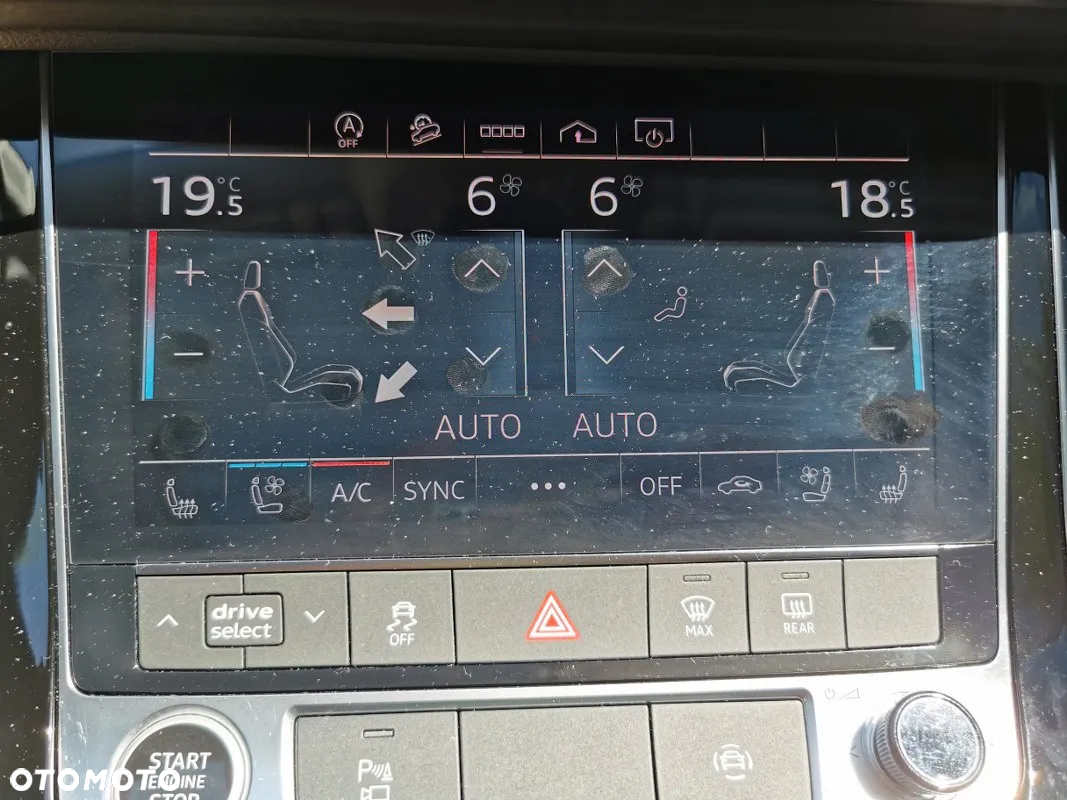 A
OFF
19.5 °C
6
6
18.5 °C
AUTO
AUTO
A/C
SYNC
•••
OFF
drive
select
OFF
MAX
REAR
P
START
ENGINE
STOP
OTOMOTO